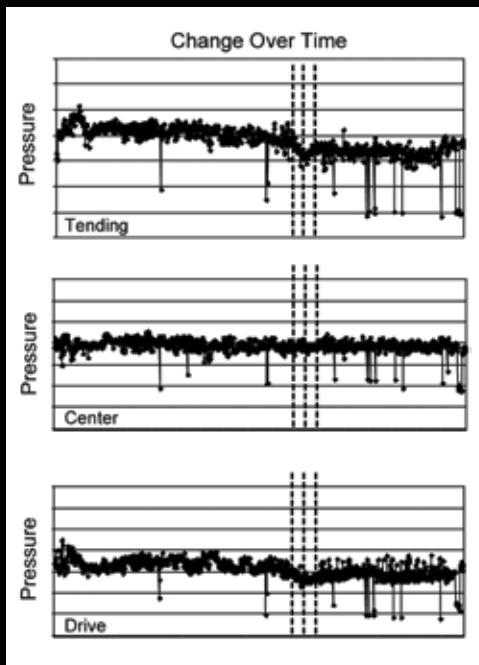 Change Over Time
Pressure
Tending
Pressure
Center
Pressure
Drive